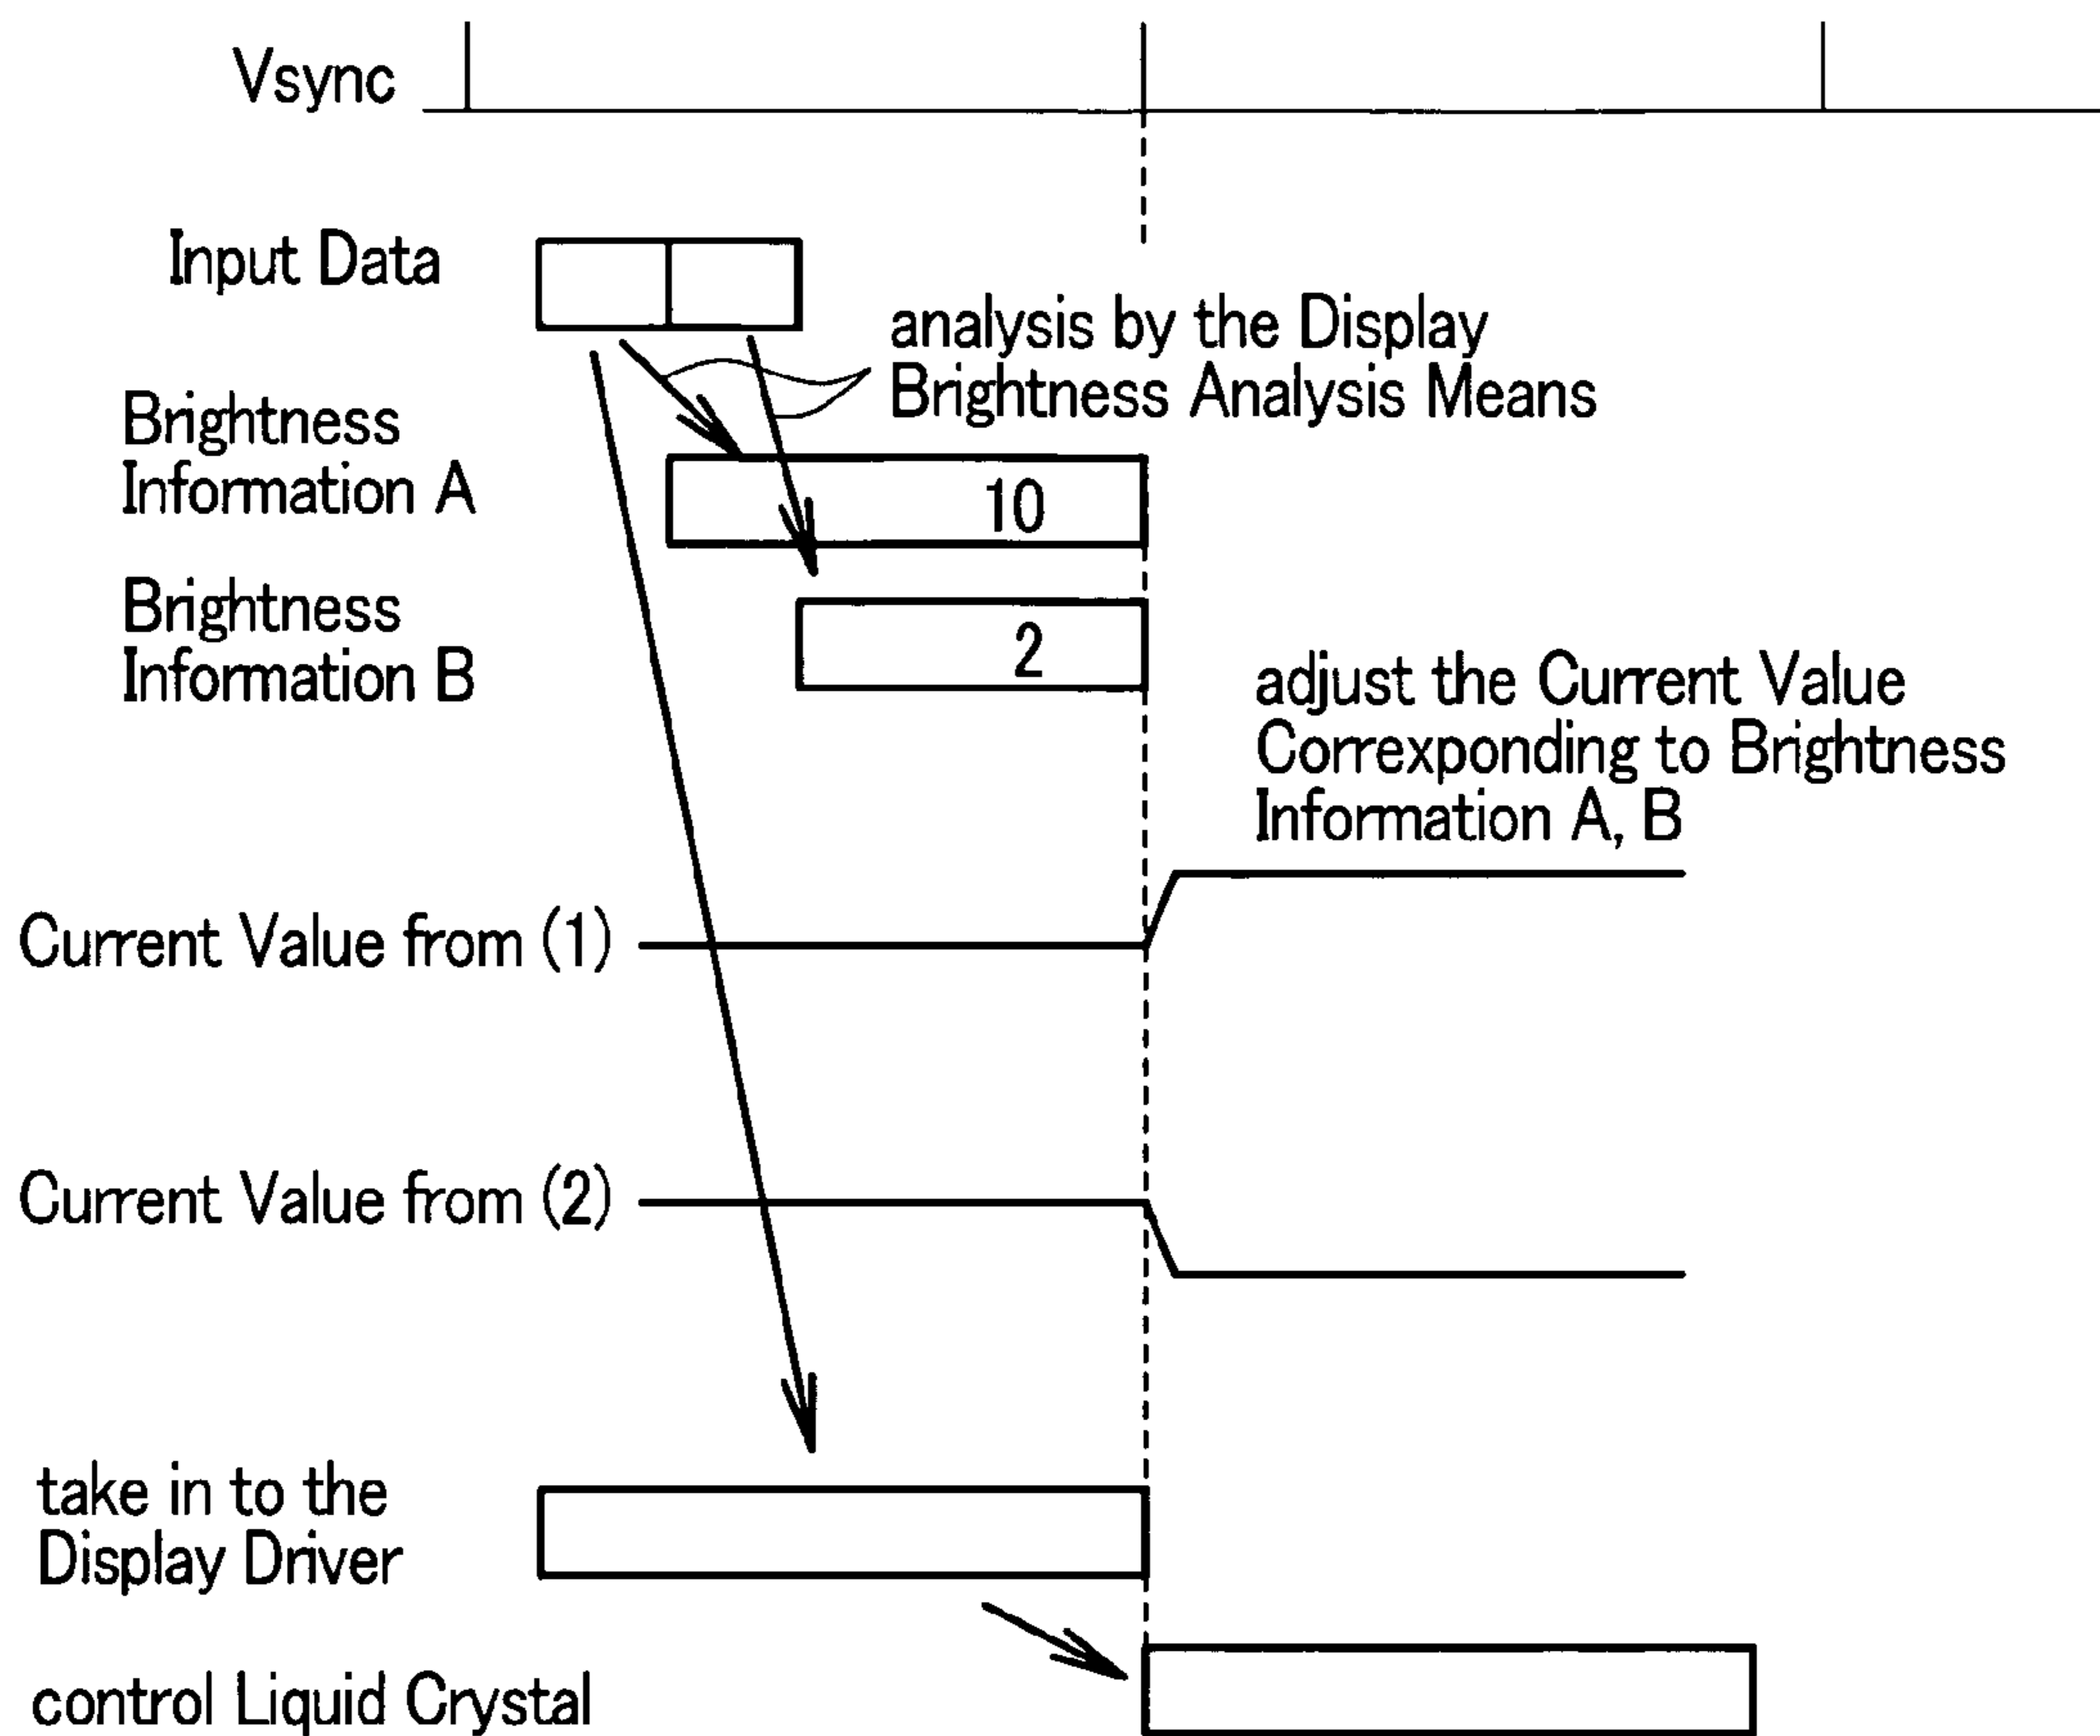 Vsync
Input Data
analysis by the Display
Brightness Analysis Means
Brightness
Information A
10
Brightness
Information B
2
adjust the Current Value
Correxponding to Brightness
Information A, B
Current Value from (1)
Current Value from (2)
take in to the
Display Driver
control Liquid Crystal